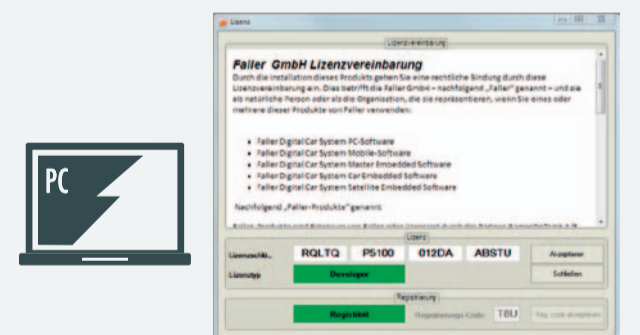 PC
Lizenz
Lizenzvereinbarung
Faller GmbH Lizenzvereinbarung
Durch die Installation dieses Produkts gehen Sie eine rechtliche Bindung durch diese
Lizenzvereinbarung ein. Dies betrifft die Faller GmbH – nachfolgend „Faller" genannt – und sie
als natürliche Person oder als die Organisation, die sie repräsentieren, wenn Sie eines oder
mehrere dieser Produkte von Faller verwenden:
• Faller Digital Car System PC-Software
• Faller Digital Car System Mobile-Software
• Faller Digital Car System Master Embedded Software
• Faller Digital Car System Car Embedded Software
• Faller Digital Car System Satellite Embedded Software
Nachfolgend „Faller-Produkte" genannt
Lizenz
RQLTQ P5100 012DA ABSTU Akzeptieren
Lizenztyp Developer Schließen
Registrierung
Registriert Registrierungs-Code: T8U Reg. code akzeptieren